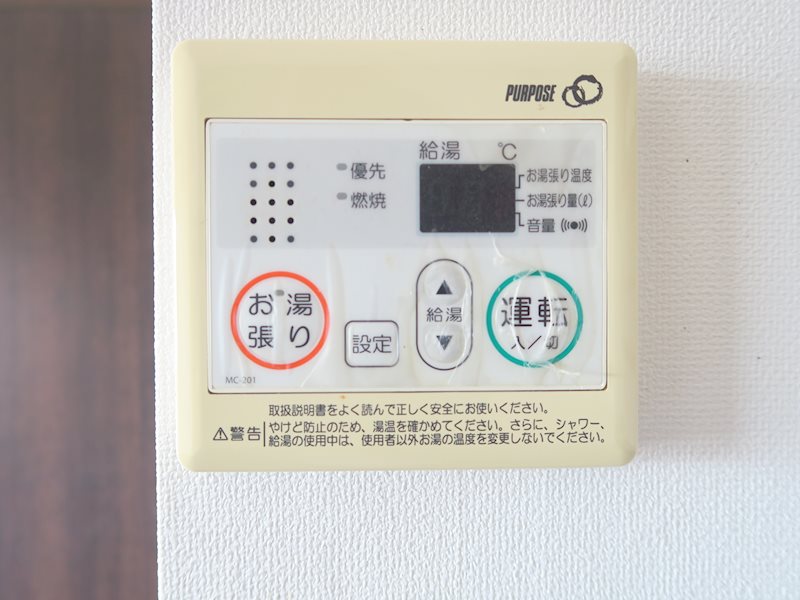 PURPOSE
給湯 ℃
優先
燃焼
お湯張り温度
お湯張り量(ℓ)
音量
お湯
張り
設定
▲
給湯
▼
運転
入／切
MC-201
取扱説明書をよく読んで正しく安全にお使いください。
⚠警告
やけど防止のため、湯温を確かめてください。さらに、シャワー、
給湯の使用中は、使用者以外お湯の温度を変更しないでください。